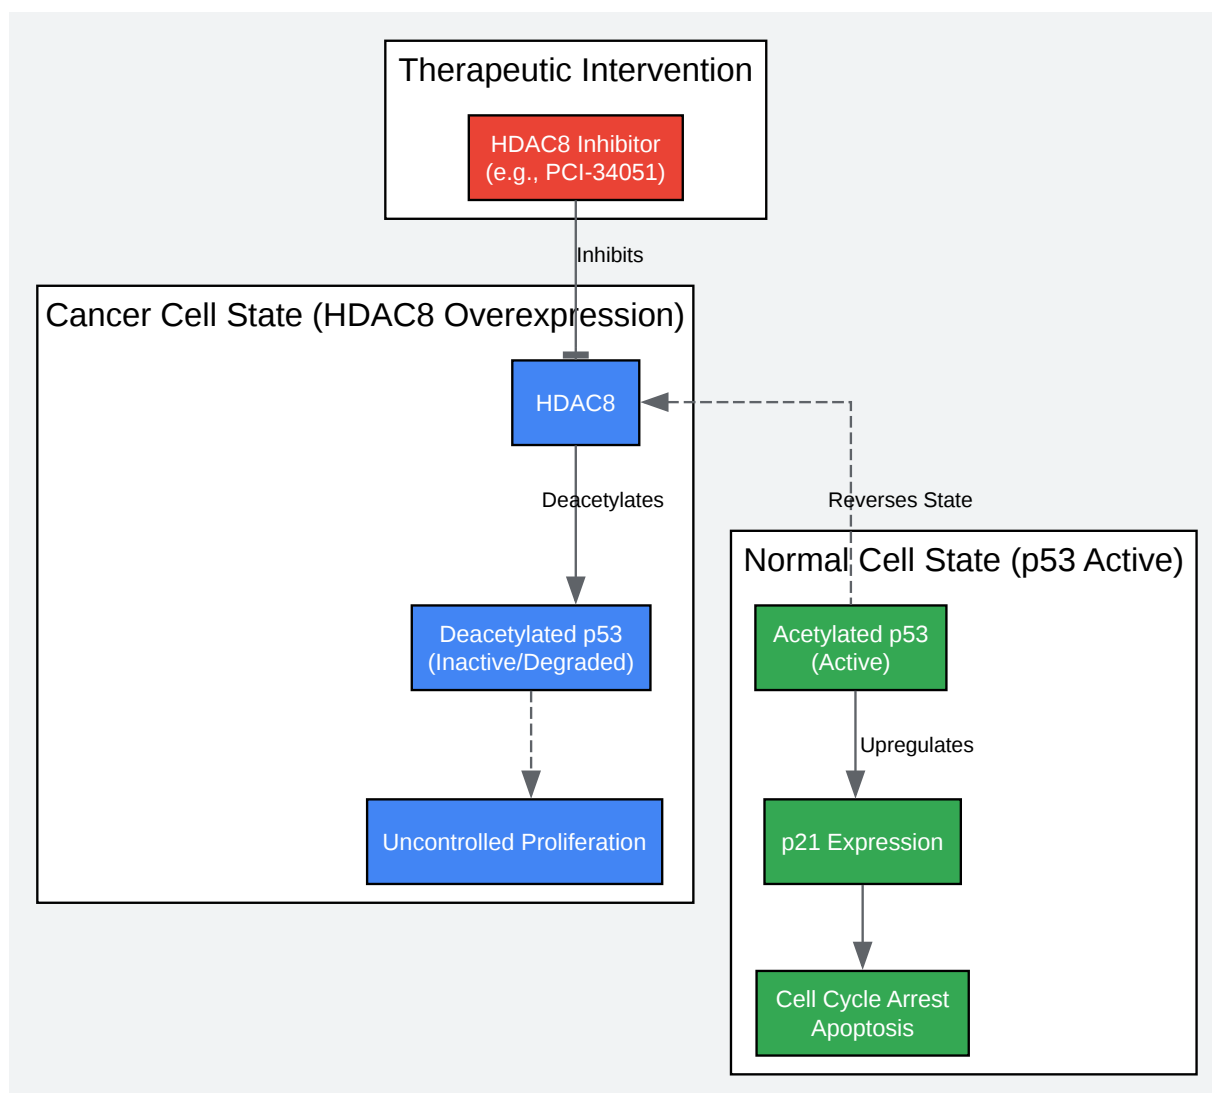 Therapeutic Intervention
HDAC8 Inhibitor
(e.g., PCI-34051)
Inhibits
Cancer Cell State (HDAC8 Overexpression)
HDAC8
Deacetylates
Reverses State
Normal Cell State (p53 Active)
Deacetylated p53
(Inactive/Degraded)
Acetylated p53
(Active)
Upregulates
Uncontrolled Proliferation
p21 Expression
Cell Cycle Arrest
Apoptosis